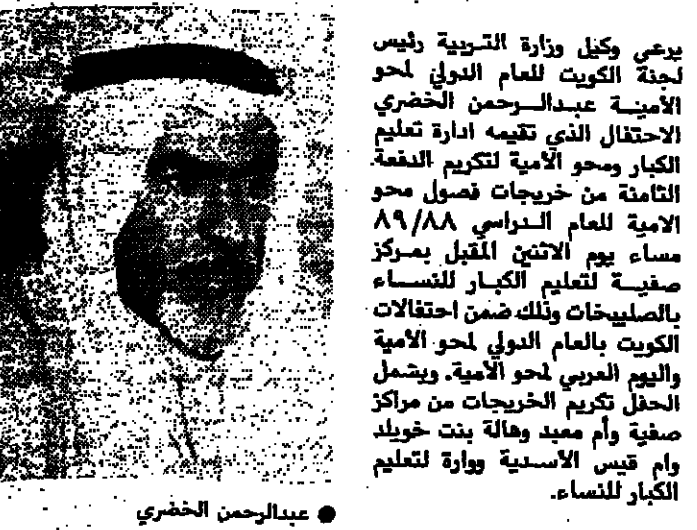 يرعى وكيل وزارة التربية رئيس
لجنة الكويت للعام الدولي لمحو
الأمية عبدالرحمن الخضري
الاحتفال الذي تقيمه ادارة تعليم
الكبار ومحو الأمية لتكريم الدفعة
الثامنة من خريجات فصول محو
الامية للعام الدراسي ٨٩/٨٨
مساء يوم الاثنين المقبل بمركز
صفية لتعليم الكبار للنساء
بالصليبخات وذلك ضمن احتفالات
الكويت بالعام الدولي لمحو الأمية
واليوم العربي لمحو الأمية. ويشمل
الحفل تكريم الخريجات من مراكز
صفية وأم معبد وهالة بنت خويلد
وام قيس الأسدية ووارة لتعليم
الكبار للنساء.
● عبدالرحمن الخضري